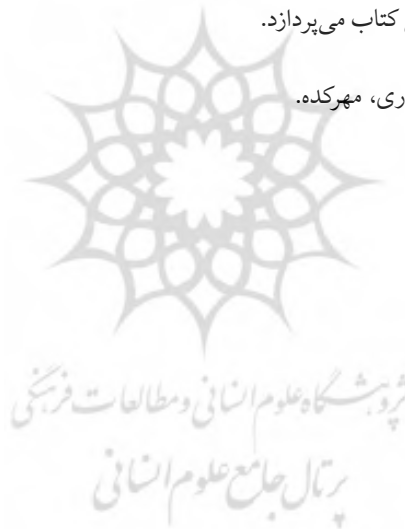 کتاب می‌پردازد.
ری، مهرکده.
پژوهشگاه علوم انسانی و مطالعات فرهنگی
پرتال جامع علوم انسانی